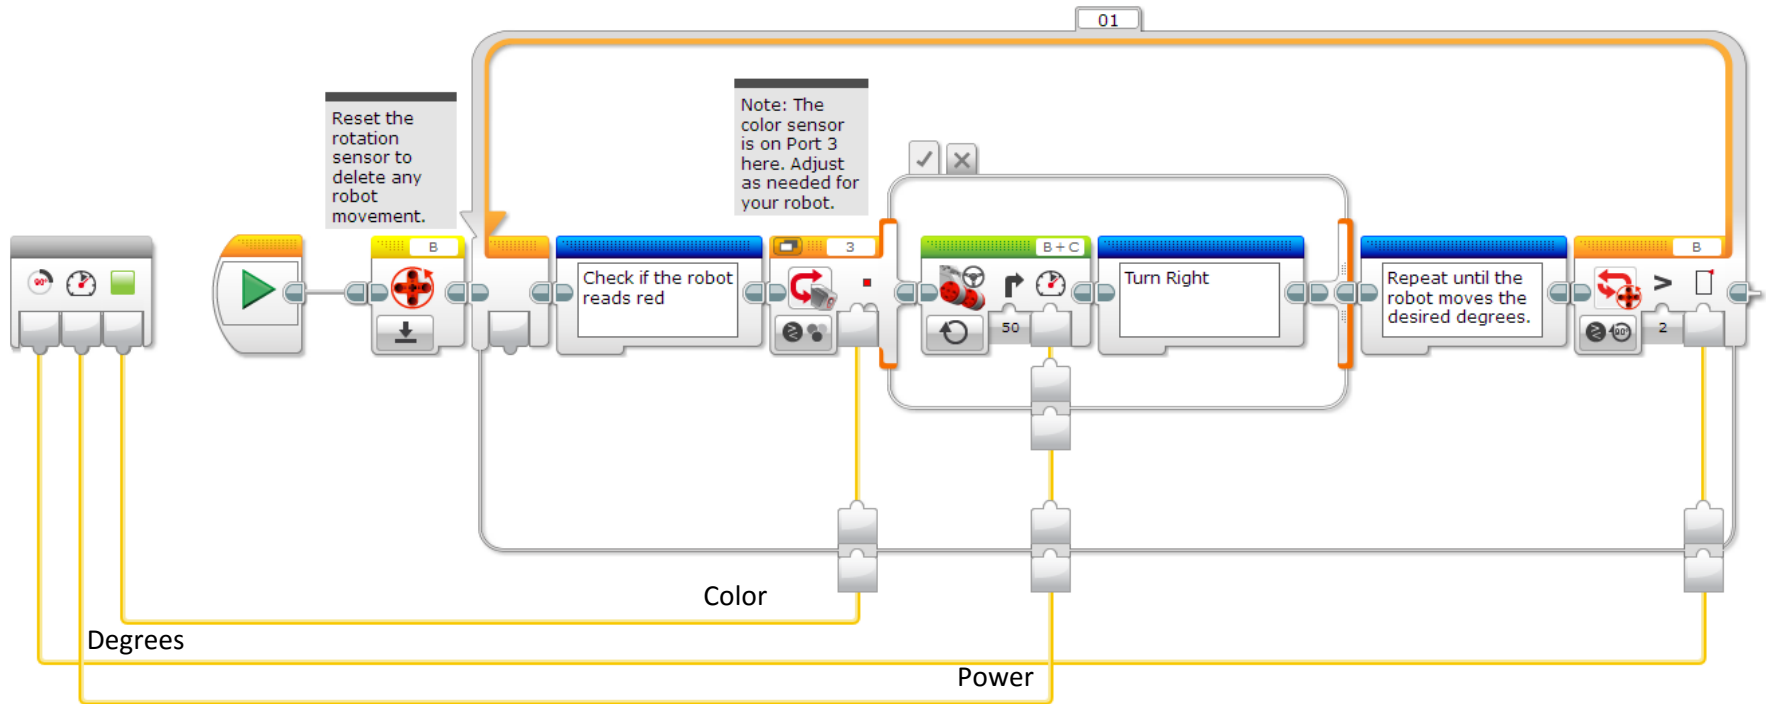 01
Reset the
rotation
sensor to
delete any
robot
movement.
Note: The
color sensor
is on Port 3
here. Adjust
as needed for
your robot.
90°
B
Check if the robot
reads red
3
B+C
50
Turn Right
Repeat until the
robot moves the
desired degrees.
B
>
90°
2
Color
Degrees
Power